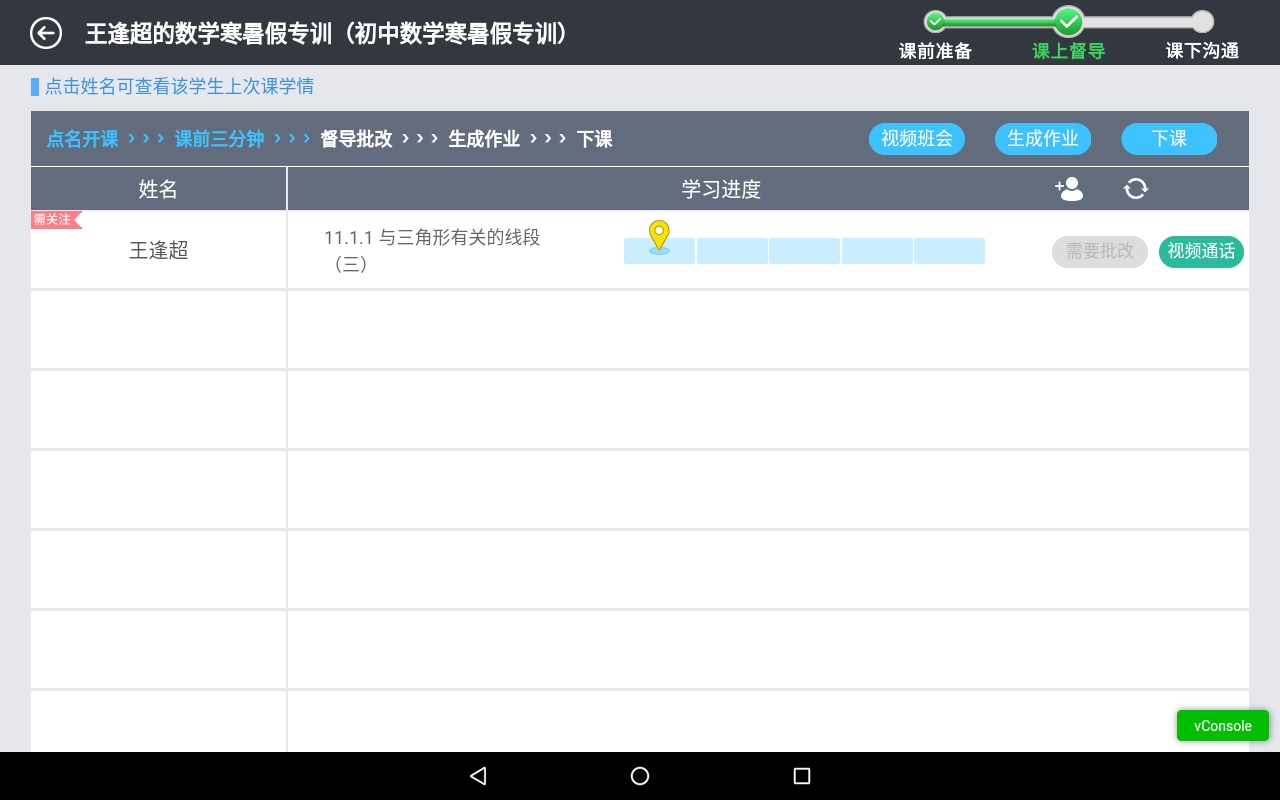 王逢超的数学寒暑假专训（初中数学寒暑假专训）
课前准备 课上督导 课下沟通
点击姓名可查看该学生上次课学情
点名开课 › › › 课前三分钟 › › › 督导批改 › › › 生成作业 › › › 下课 视频班会 生成作业 下课
姓名 学习进度
需关注
王逢超 11.1.1 与三角形有关的线段
（三）
需要批改 视频通话
vConsole